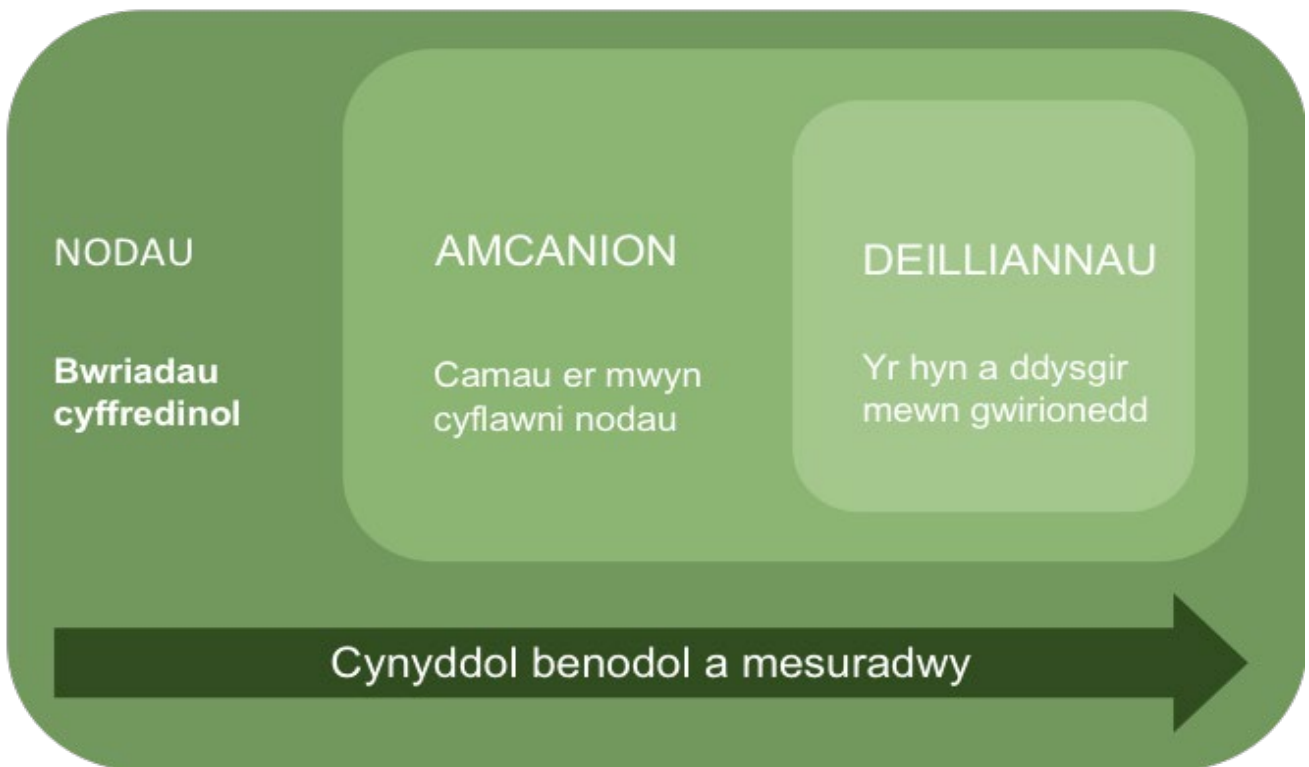 NODAU
Bwriadau
cyffredinol
AMCANION
Camau er mwyn
cyflawni nodau
DEILLIANNAU
Yr hyn a ddysgir
mewn gwirionedd
Cynyddol benodol a mesuradwy